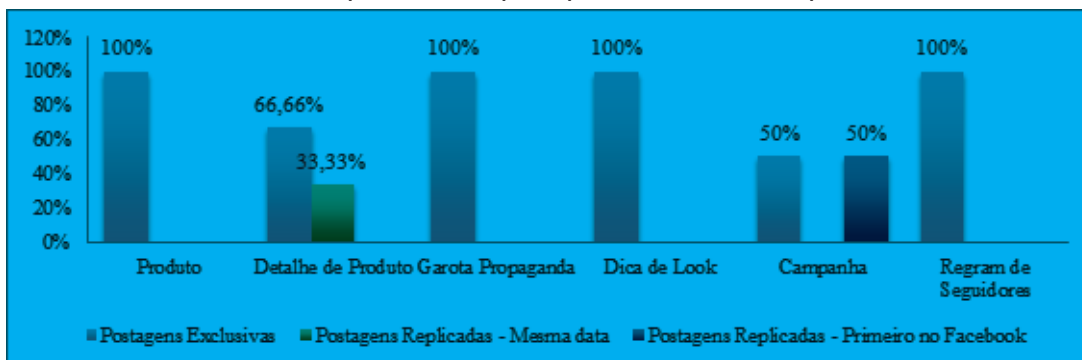 120%
100%
80%
60%
40%
20%
0%
100%
66,66%
33,33%
100%
100%
50%
50%
100%
Produto
Detalhe de Produto
Garota Propaganda
Dica de Look
Campanha
Regram de
Seguidores
Postagens Exclusivas
Postagens Replicadas - Mesma data
Postagens Replicadas - Primeiro no Facebook